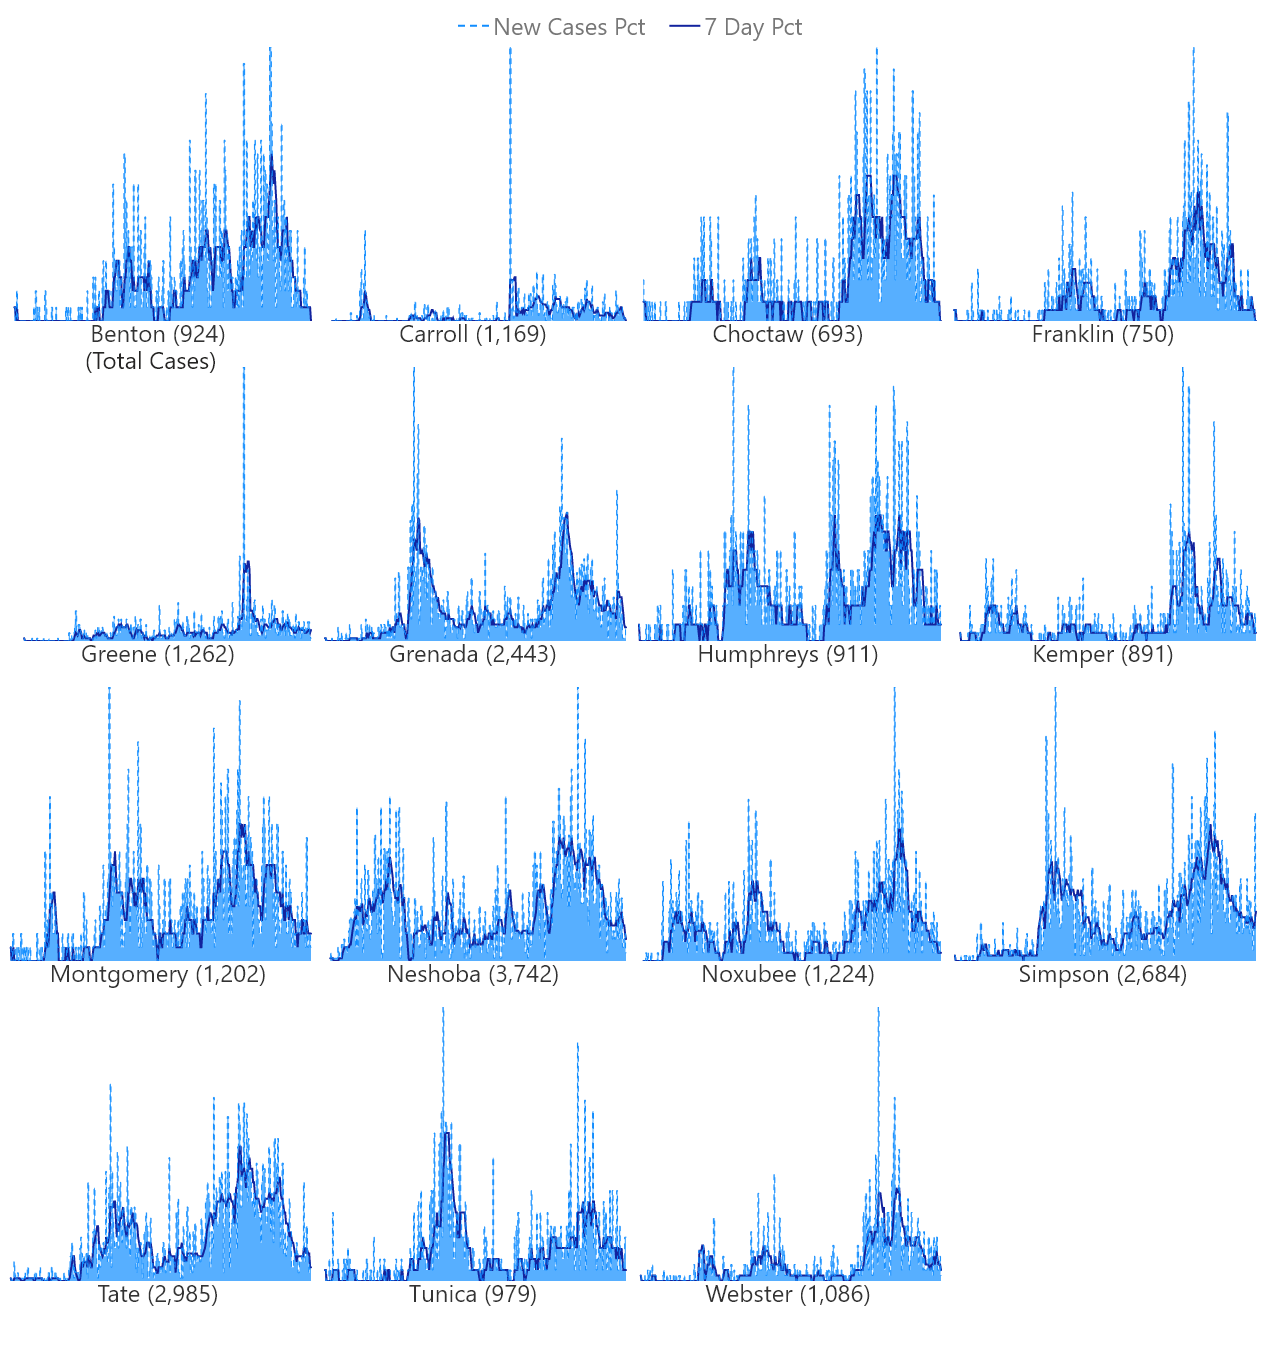 New Cases Pct 7 Day Pct
Benton (924) Carroll (1,169) Choctaw (693) Franklin (750)
(Total Cases)
Greene (1,262) Grenada (2,443) Humphreys (911) Kemper (891)
Montgomery (1,202) Neshoba (3,742) Noxubee (1,224) Simpson (2,684)
Tate (2,985) Tunica (979) Webster (1,086)